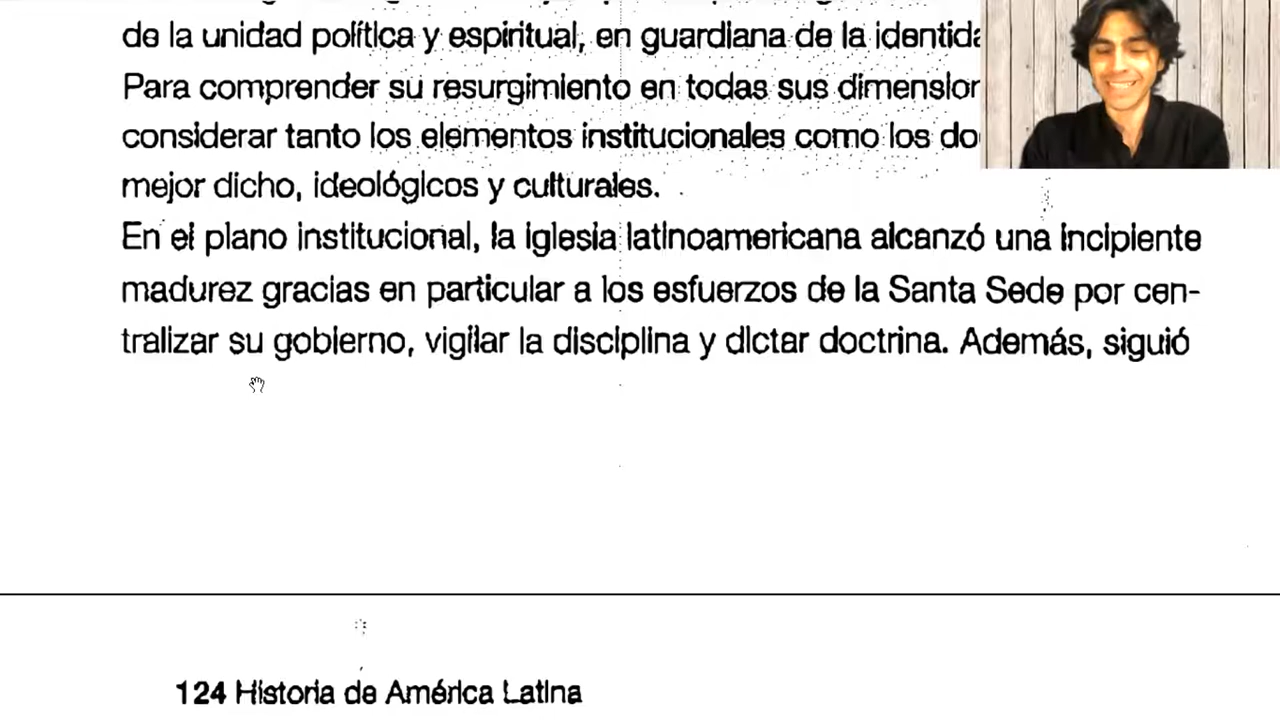 de la unidad política y espiritual, en guardiana de la
Para comprender su resurgimiento en todas sus
considerar tanto los elementos institucionales como los
mejor dicho, ideológicos y culturales.
En el plano institucional, la iglesia latinoamericana alcanzó una incipiente
madurez gracias en particular a los esfuerzos de la Santa Sede por cen-
tralizar su gobierno, vigilar la disciplina y dictar doctrina. Además, siguió
124 Historia de América Latina